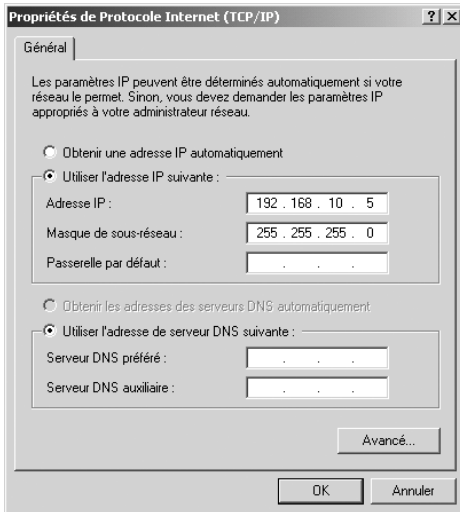 Propriétés de Protocole Internet (TCP/IP)
Général
Les paramètres IP peuvent être déterminés automatiquement si votre
réseau le permet. Sinon, vous devez demander les paramètres IP
appropriés à votre administrateur réseau.
Obtenir une adresse IP automatiquement
Utiliser l'adresse IP suivante :
Adresse IP : 192 . 168 . 10 . 5
Masque de sous-réseau : 255 . 255 . 255 . 0
Passerelle par défaut : . . .
Obtenir les adresses des serveurs DNS automatiquement
Utiliser l'adresse de serveur DNS suivante :
Serveur DNS préféré : . . .
Serveur DNS auxiliaire : . . .
Avancé...
OK Annuler